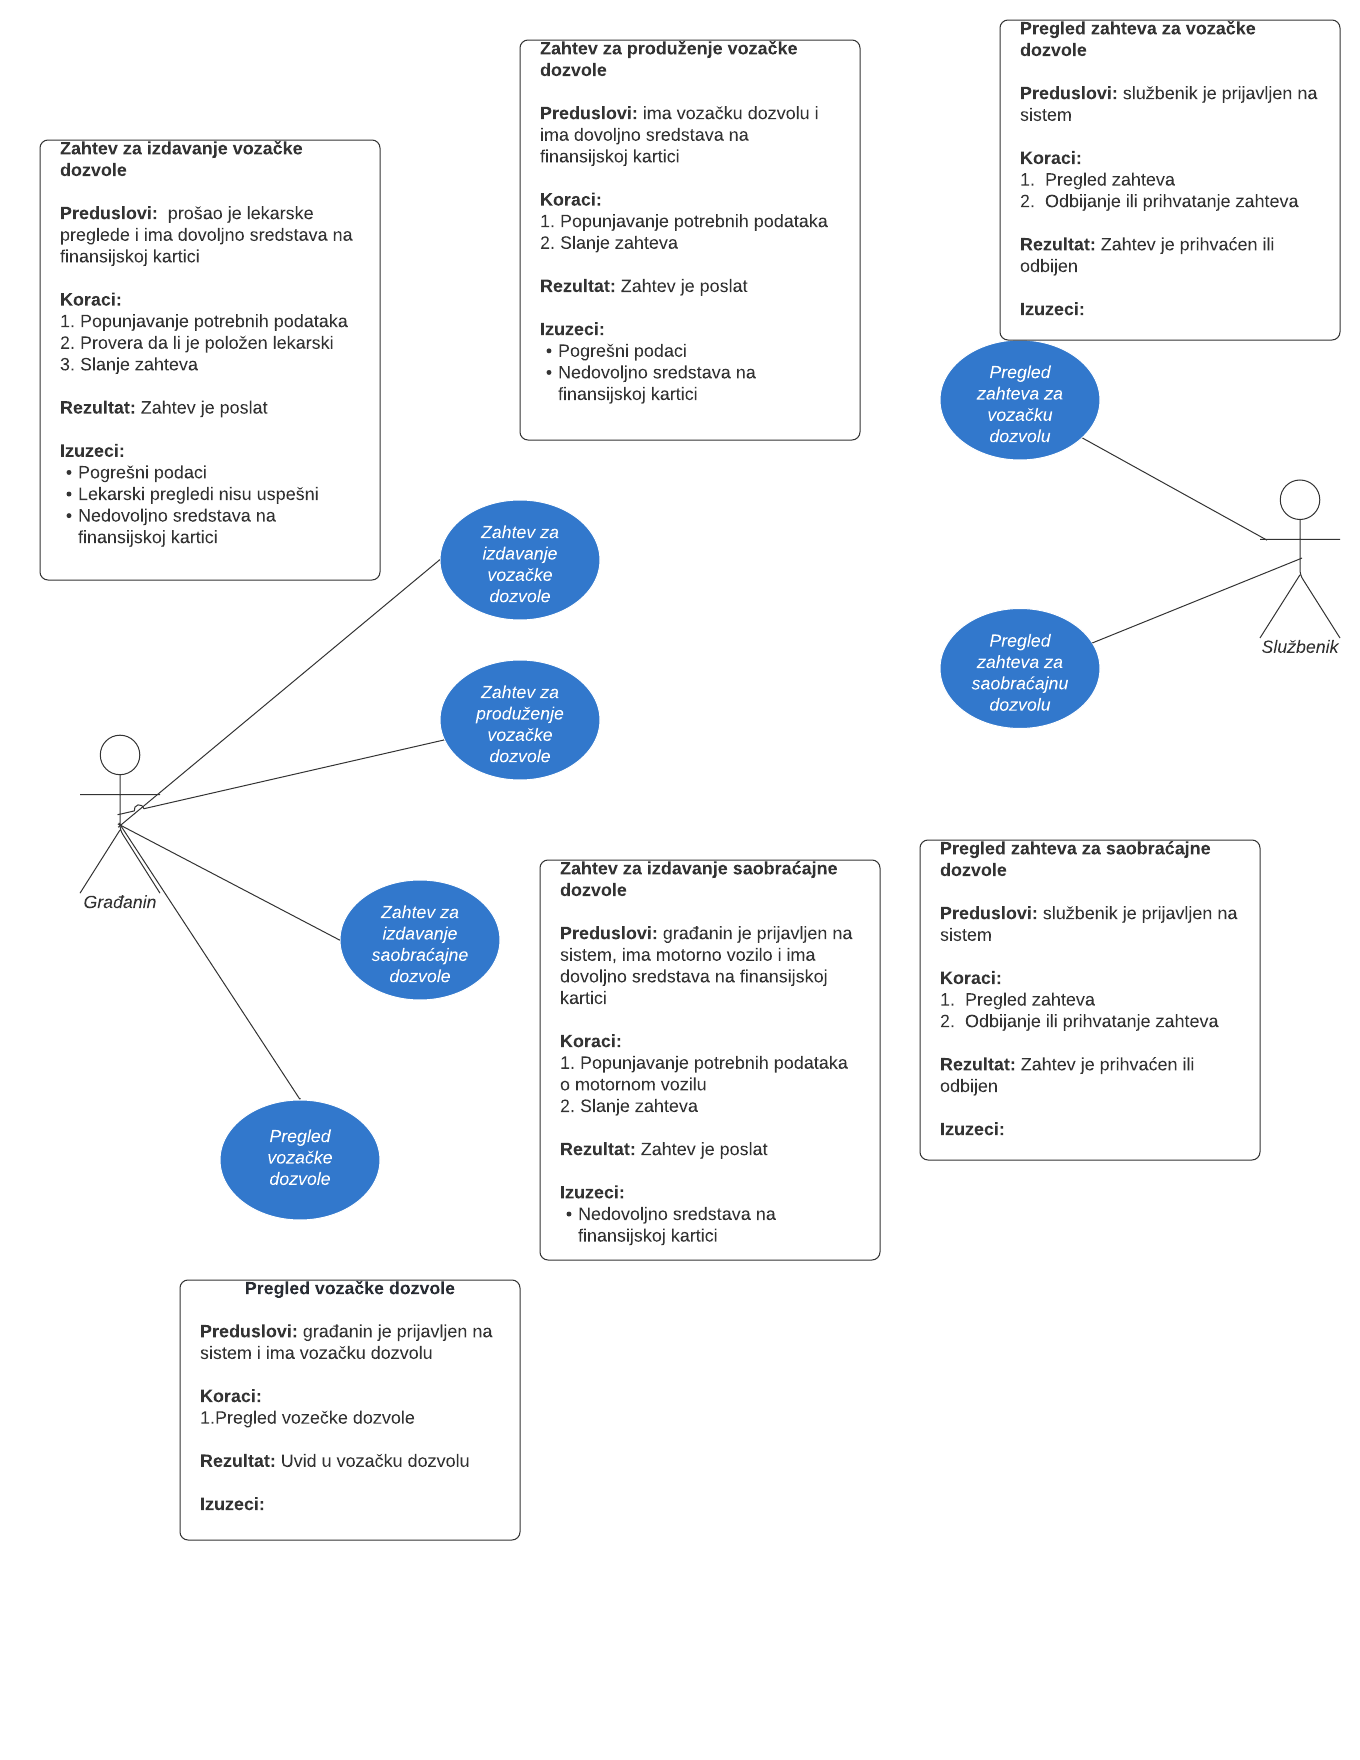 Zahtev za izdavanje vozačke
dozvole
Preduslovi:  prošao je lekarske
preglede i ima dovoljno sredstava na
finansijskoj kartici
Koraci:
1. Popunjavanje potrebnih podataka
2. Provera da li je položen lekarski
3. Slanje zahteva
Rezultat: Zahtev je poslat
Izuzeci:
• Pogrešni podaci
• Lekarski pregledi nisu uspešni
• Nedovoljno sredstava na
finansijskoj kartici
Zahtev za produženje vozačke
dozvole
Preduslovi: ima vozačku dozvolu i
ima dovoljno sredstava na
finansijskoj kartici
Koraci:
1. Popunjavanje potrebnih podataka
2. Slanje zahteva
Rezultat: Zahtev je poslat
Izuzeci:
• Pogrešni podaci
• Nedovoljno sredstava na
finansijskoj kartici
Pregled zahteva za vozačke
dozvole
Preduslovi: službenik je prijavljen na
sistem
Koraci:
1.  Pregled zahteva
2.  Odbijanje ili prihvatanje zahteva
Rezultat: Zahtev je prihvaćen ili
odbijen
Izuzeci:
Pregled
zahteva za
vozačku
dozvolu
Službenik
Pregled
zahteva za
saobraćajnu
dozvolu
Zahtev za
izdavanje
vozačke
dozvole
Zahtev za
produženje
vozačke
dozvole
Građanin
Zahtev za
izdavanje
saobraćajne
dozvole
Pregled
vozačke
dozvole
Zahtev za izdavanje saobraćajne
dozvole
Preduslovi: građanin je prijavljen na
sistem, ima motorno vozilo i ima
dovoljno sredstava na finansijskoj
kartici
Koraci:
1. Popunjavanje potrebnih podataka
o motornom vozilu
2. Slanje zahteva
Rezultat: Zahtev je poslat
Izuzeci:
• Nedovoljno sredstava na
finansijskoj kartici
Pregled zahteva za saobraćajne
dozvole
Preduslovi: službenik je prijavljen na
sistem
Koraci:
1.  Pregled zahteva
2.  Odbijanje ili prihvatanje zahteva
Rezultat: Zahtev je prihvaćen ili
odbijen
Izuzeci:
Pregled vozačke dozvole
Preduslovi: građanin je prijavljen na
sistem i ima vozačku dozvolu
Koraci:
1.Pregled vozečke dozvole
Rezultat: Uvid u vozačku dozvolu
Izuzeci: